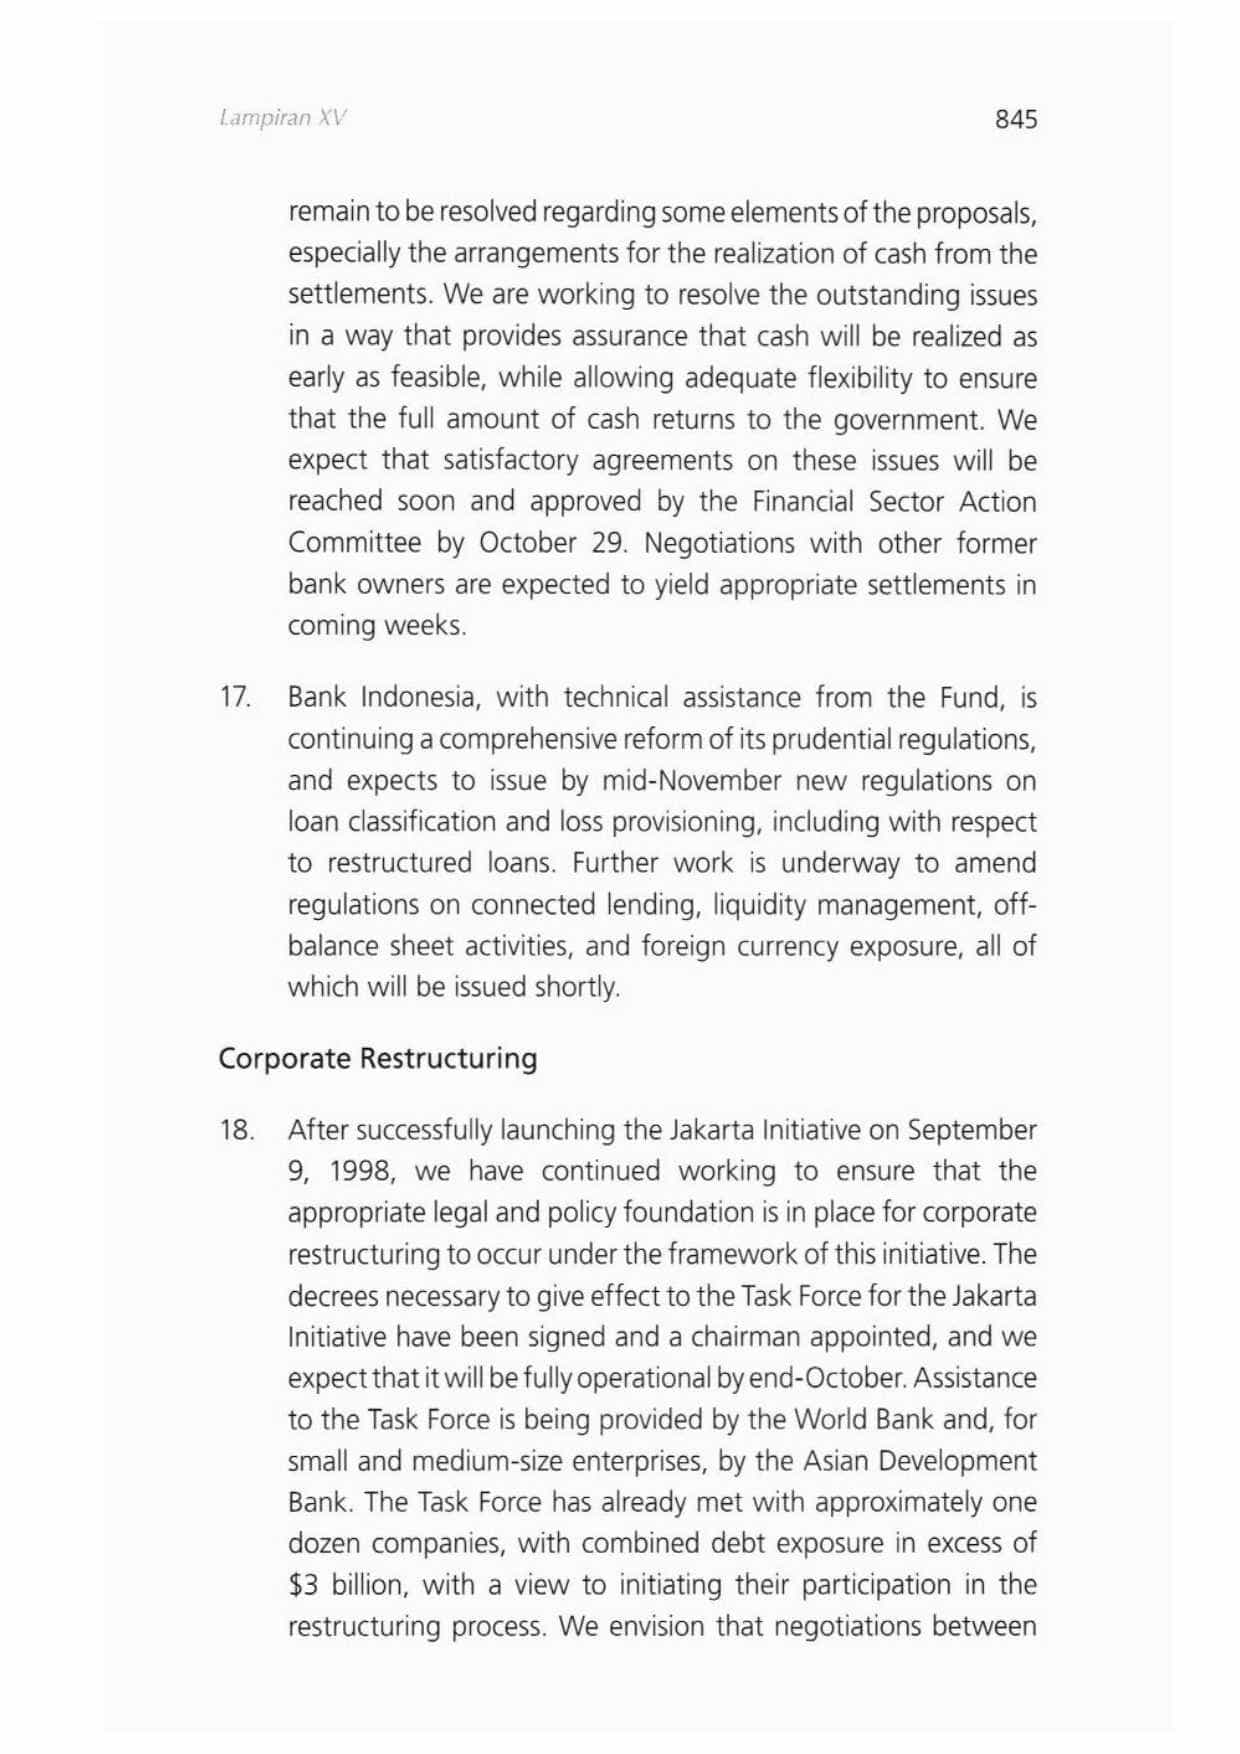 Lampiran XV
845
remain to be resolved regarding some elements of the proposals,
especially the arrangements for the realization of cash from the
settlements. We are working to resolve the outstanding issues
in a way that provides assurance that cash will be realized as
early as feasible, while allowing adequate flexibility to ensure
that the full amount of cash returns to the government. We
expect that satisfactory agreements on these issues will be
reached soon and approved by the Financial Sector Action
Committee by October 29. Negotiations with other former
bank owners are expected to yield appropriate settlements in
coming weeks.
17. Bank Indonesia, with technical assistance from the Fund, is
continuing a comprehensive reform of its prudential regulations,
and expects to issue by mid-November new regulations on
loan classification and loss provisioning, including with respect
to restructured loans. Further work is underway to amend
regulations on connected lending, liquidity management, off-
balance sheet activities, and foreign currency exposure, all of
which will be issued shortly.
Corporate Restructuring
18. After successfully launching the Jakarta Initiative on September
9, 1998, we have continued working to ensure that the
appropriate legal and policy foundation is in place for corporate
restructuring to occur under the framework of this initiative. The
decrees necessary to give effect to the Task Force for the Jakarta
Initiative have been signed and a chairman appointed, and we
expect that it will be fully operational by end-October. Assistance
to the Task Force is being provided by the World Bank and, for
small and medium-size enterprises, by the Asian Development
Bank. The Task Force has already met with approximately one
dozen companies, with combined debt exposure in excess of
$3 billion, with a view to initiating their participation in the
restructuring process. We envision that negotiations between